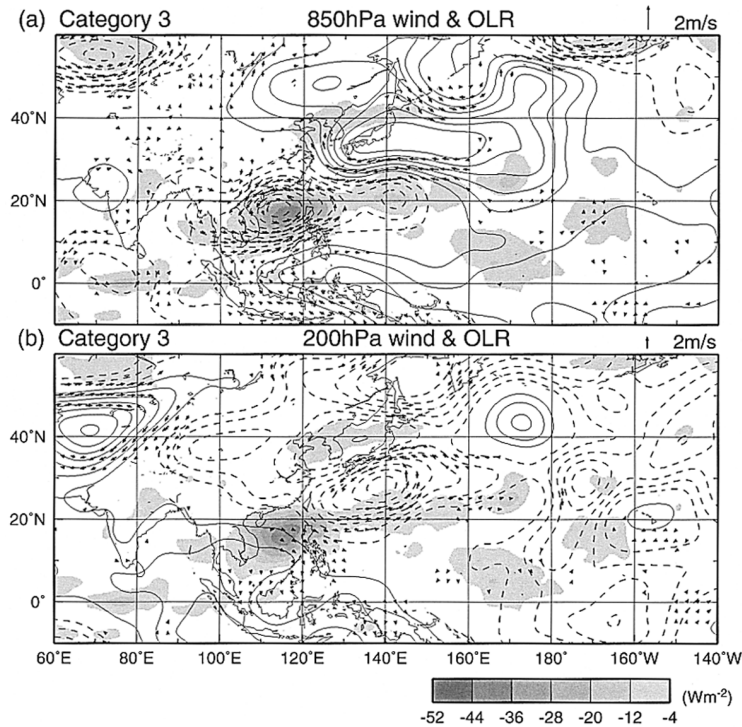 (a) Category 3 850hPa wind & OLR 2m/s
40°N
20°N
0°
(b) Category 3 200hPa wind & OLR 2m/s
40°N
20°N
0°
60°E 80°E 100°E 120°E 140°E 160°E 180° 160°W 140°W
-52 -44 -36 -28 -20 -12 -4 (Wm-2)